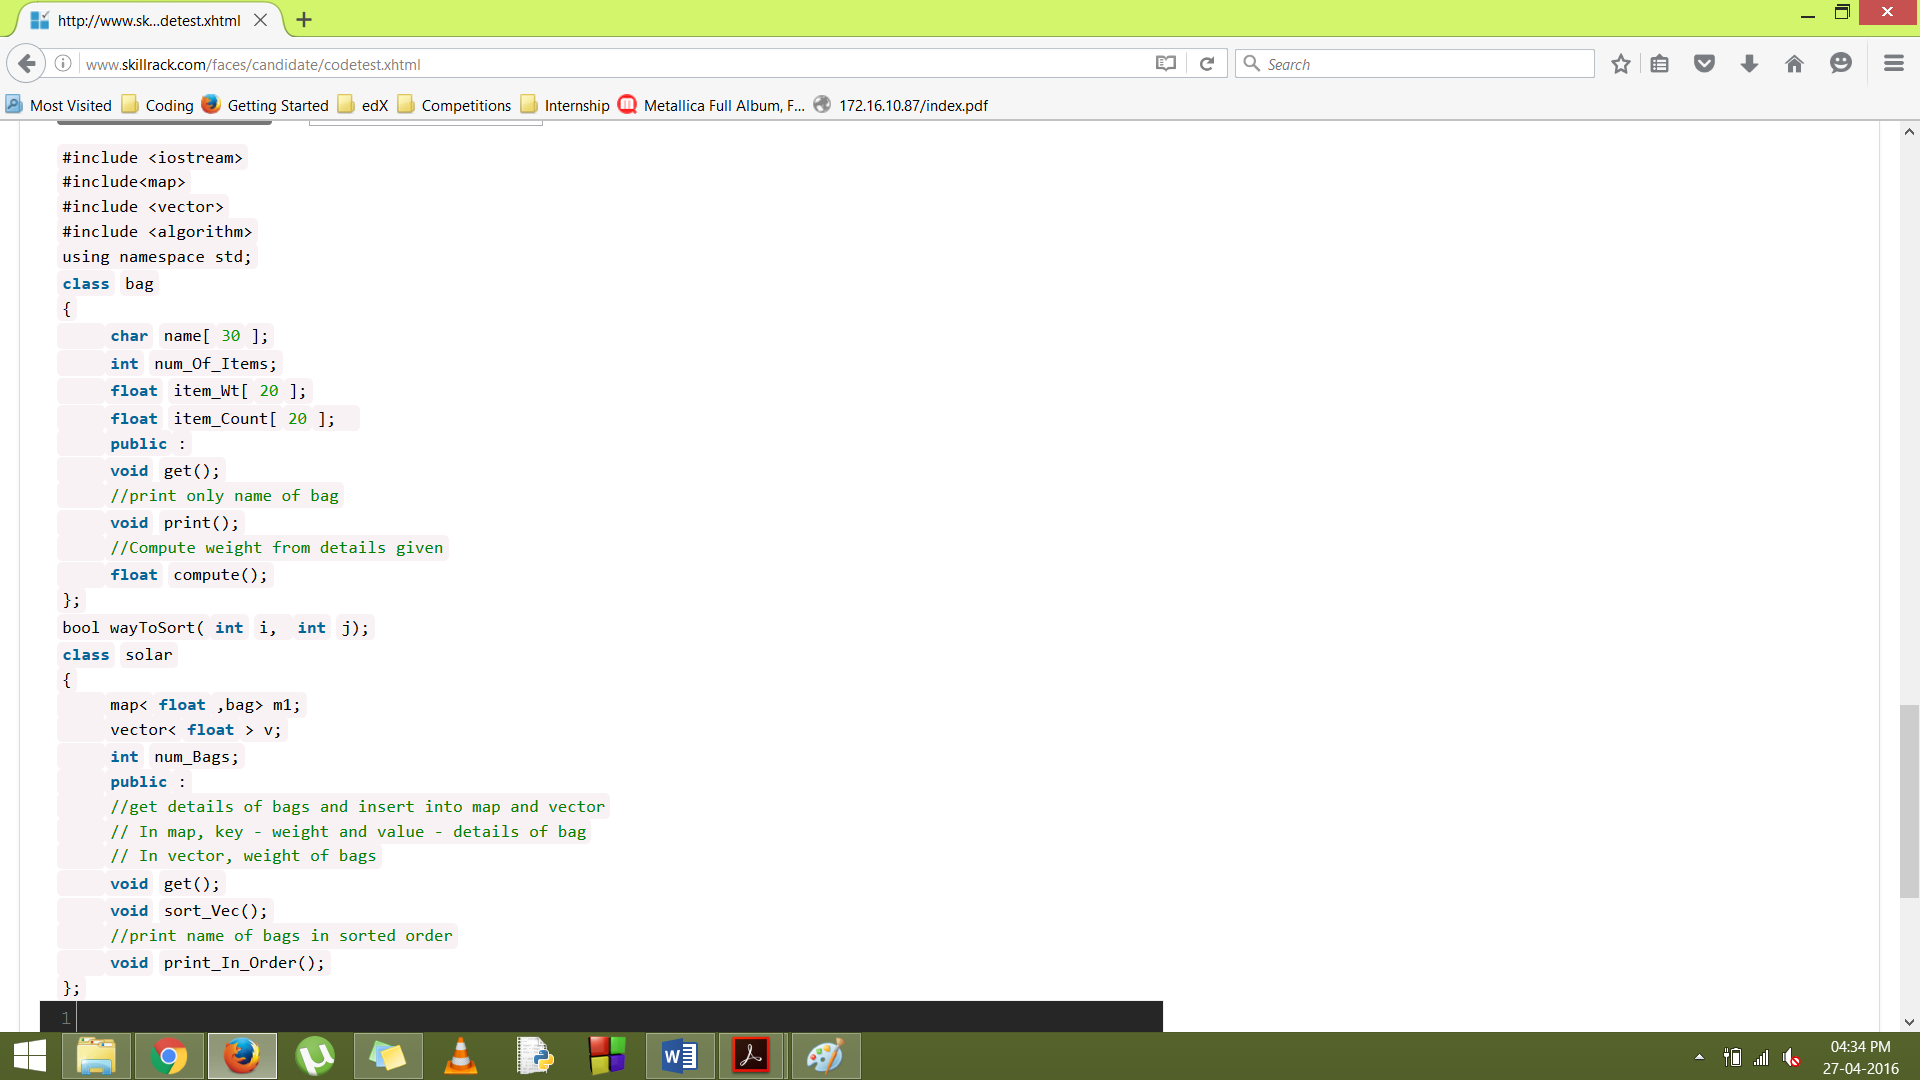 http://www.sk...detest.xhtml
www.skillrack.com/faces/candidate/codetest.xhtml
Search
Most Visited Coding Getting Started edX Competitions Internship Metallica Full Album, F... 172.16.10.87/index.pdf
#include <iostream>
#include<map>
#include <vector>
#include <algorithm>
using namespace std;
class bag
{
char name[ 30 ];
int num_Of_Items;
float item_Wt[ 20 ];
float item_Count[ 20 ];
public :
void get();
//print only name of bag
void print();
//Compute weight from details given
float compute();
};
bool wayToSort( int i, int j);
class solar
{
map< float ,bag> m1;
vector< float > v;
int num_Bags;
public :
//get details of bags and insert into map and vector
// In map, key - weight and value - details of bag
// In vector, weight of bags
void get();
void sort_Vec();
//print name of bags in sorted order
void print_In_Order();
};
1
04:34 PM
27-04-2016